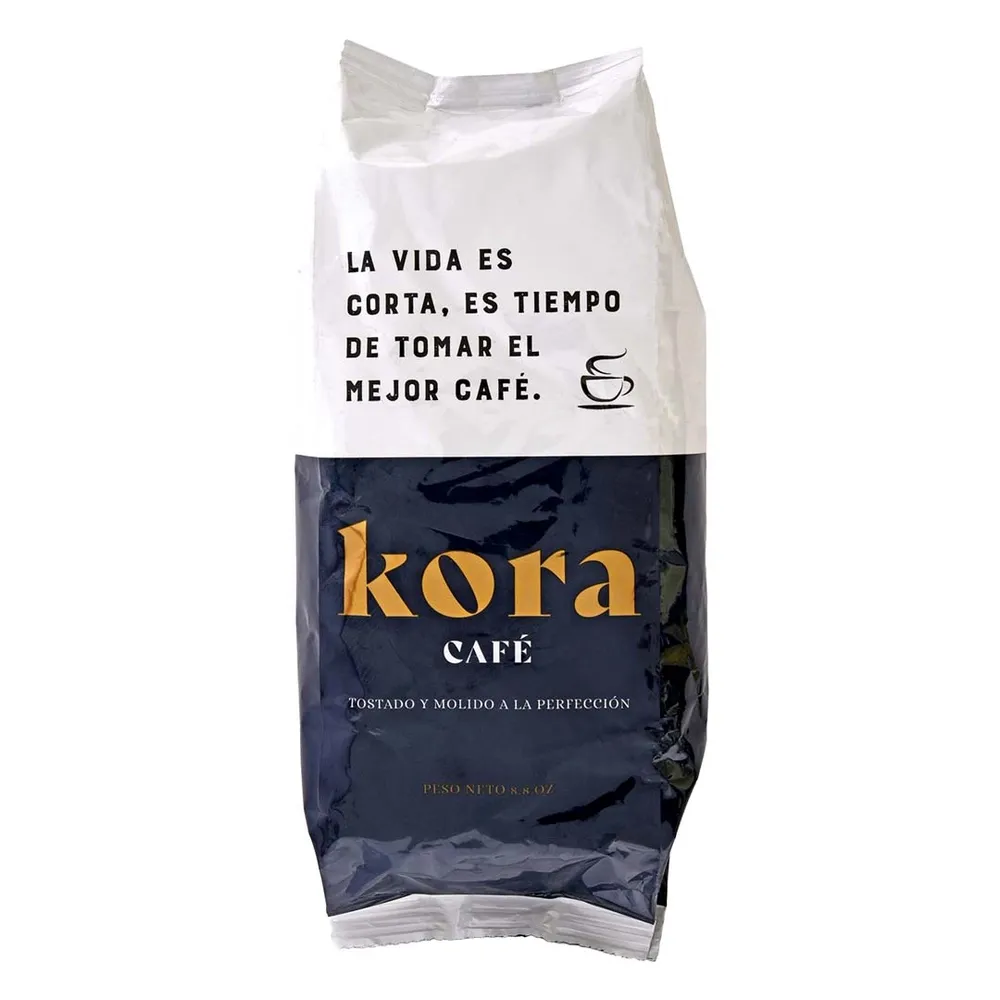 LA VIDA ES
CORTA, ES TIEMPO
DE TOMAR EL
MEJOR CAFÉ.
kora
CAFÉ
TOSTADO Y MOLIDO A LA PERFECCIÓN
PESO NETO 8.8 OZ